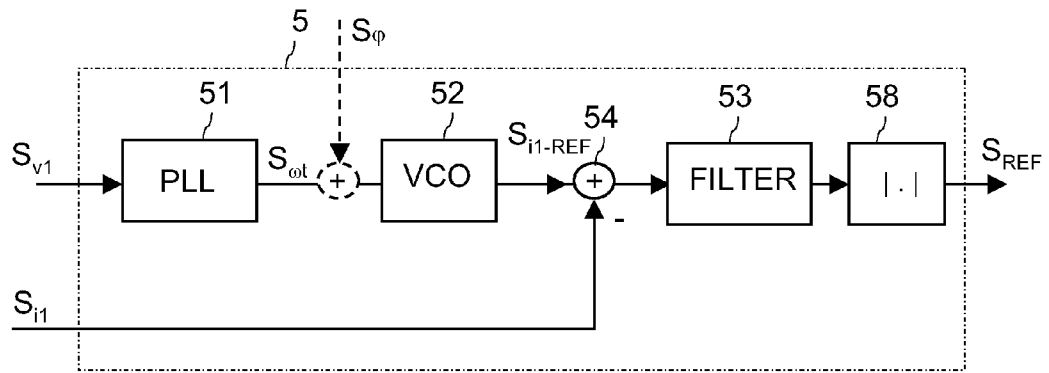 5
Sφ
51
52
54
53
58
Sv1
PLL
Sωt
+
VCO
Si1-REF
+
-
FILTER
| . |
SREF
Si1